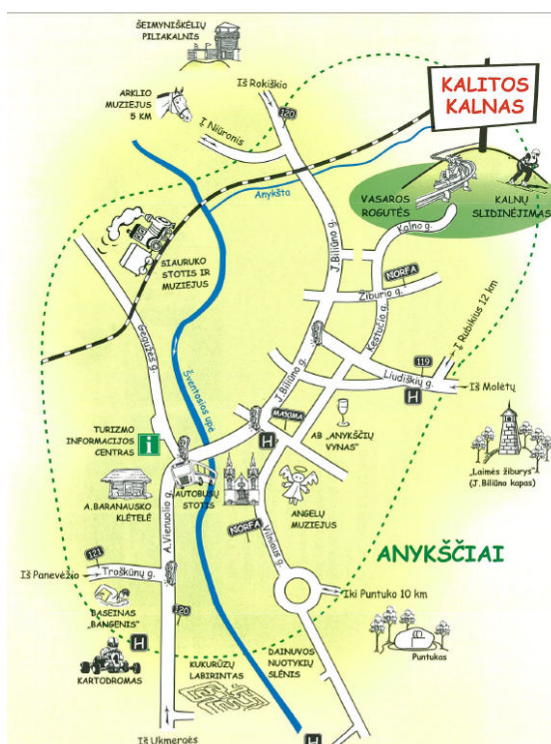 ŠEIMYNIŠKĖLIŲ
PILIAKALNIS
Iš Rokiškio
120
ARKLIO
MUZIEJUS
5 KM
Į Niūronis
KALITOS
KALNAS
Anykšta
VASAROS
ROGUTĖS
KALNŲ
SLIDINĖJIMAS
Kalno g.
J.Biliūno g.
SIAURUKO
STOTIS IR
MUZIEJUS
NORFA
Žiburio g.
Kęstučio g.
Į Rubikius 12 km
Gegužės g.
Šventosios upė
119
Liudiškių g.
Iš Molėtų
H
J.Biliūno g.
MAXIMA
H
AB „ANYKŠČIŲ
VYNAS"
TURIZMO
INFORMACIJOS
CENTRAS
i
„Laimės žiburys"
(J. Biliūno kapas)
A.BARANAUSKO
KLĖTELĖ
AUTOBUSŲ
STOTIS
ANGELŲ
MUZIEJUS
A.Vienuolio g.
NORFA
Vilniaus g.
ANYKŠČIAI
121
Iš Panevėžio
Troškūnų g.
Iki Puntuko 10 km
BASEINAS
"BANGENIS"
120
H
KARTODROMAS
KUKURŪZŲ
LABIRINTAS
DAINUVOS
NUOTYKIŲ
SLĖNIS
Puntukas
H
Iš Ukmergės